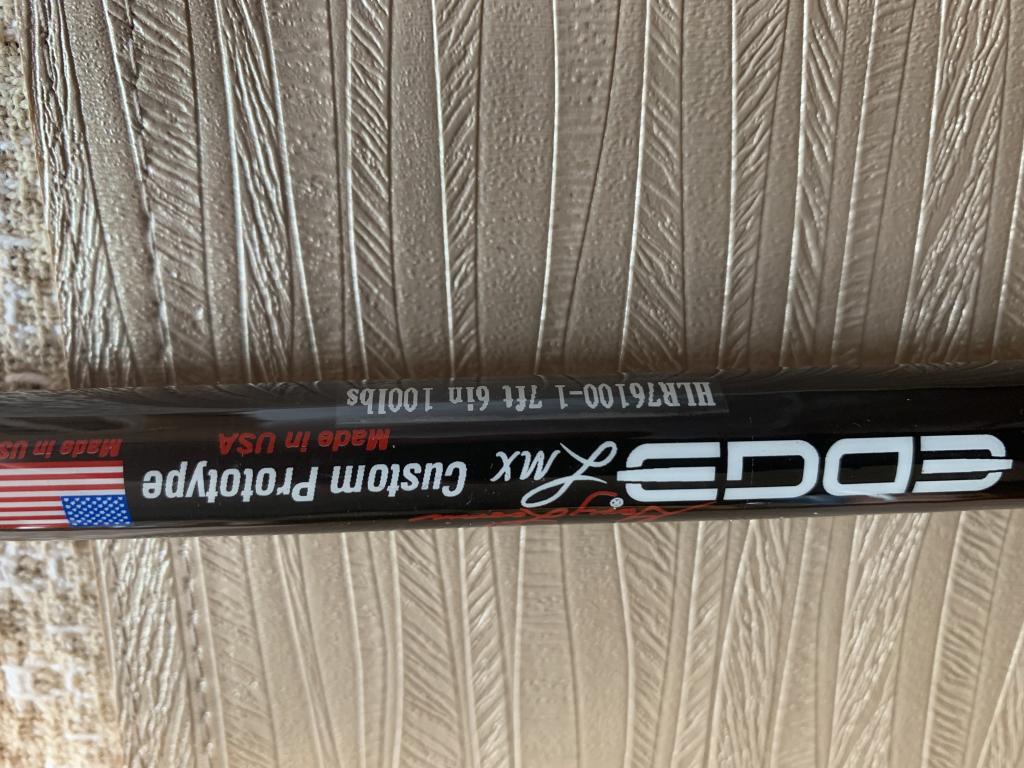 EDGE Lmx Custom Prototype
Made in USA
Made in US
HLR76100-1 7ft 6in 100lbs